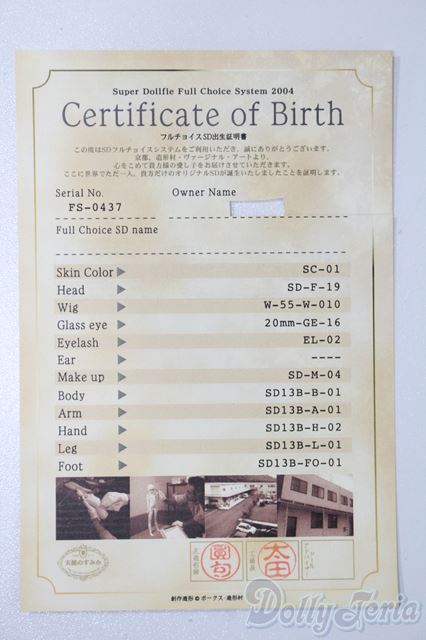 Super Dollfie Full Choice System 2004
Certificate of Birth
フルチョイスSD出生証明書
この度はSDフルチョイスシステムをご利用いただき、誠にありがとうございます。
京都、造形村・ヴァージナル・アートより、
心をこめて貴方様の愛し子をお届けさせていただきます。
ここに世界でただ一人、貴方だけのオリジナルSDが誕生いたしましたことを証明します。
Serial No. Owner Name
FS-0437
Full Choice SD name
Skin Color ▶ SC-01
Head ▶ SD-F-19
Wig ▶ W-55-W-010
Glass eye ▶ 20mm-GE-16
Eyelash ▶ EL-02
Ear ▶ ----
Make up ▶ SD-M-04
Body ▶ SD13B-B-01
Arm ▶ SD13B-A-01
Hand ▶ SD13B-H-02
Leg ▶ SD13B-L-01
Foot ▶ SD13B-FO-01
天使のすみか
太田
創作造形©ボークス・造形村
DollyTeria